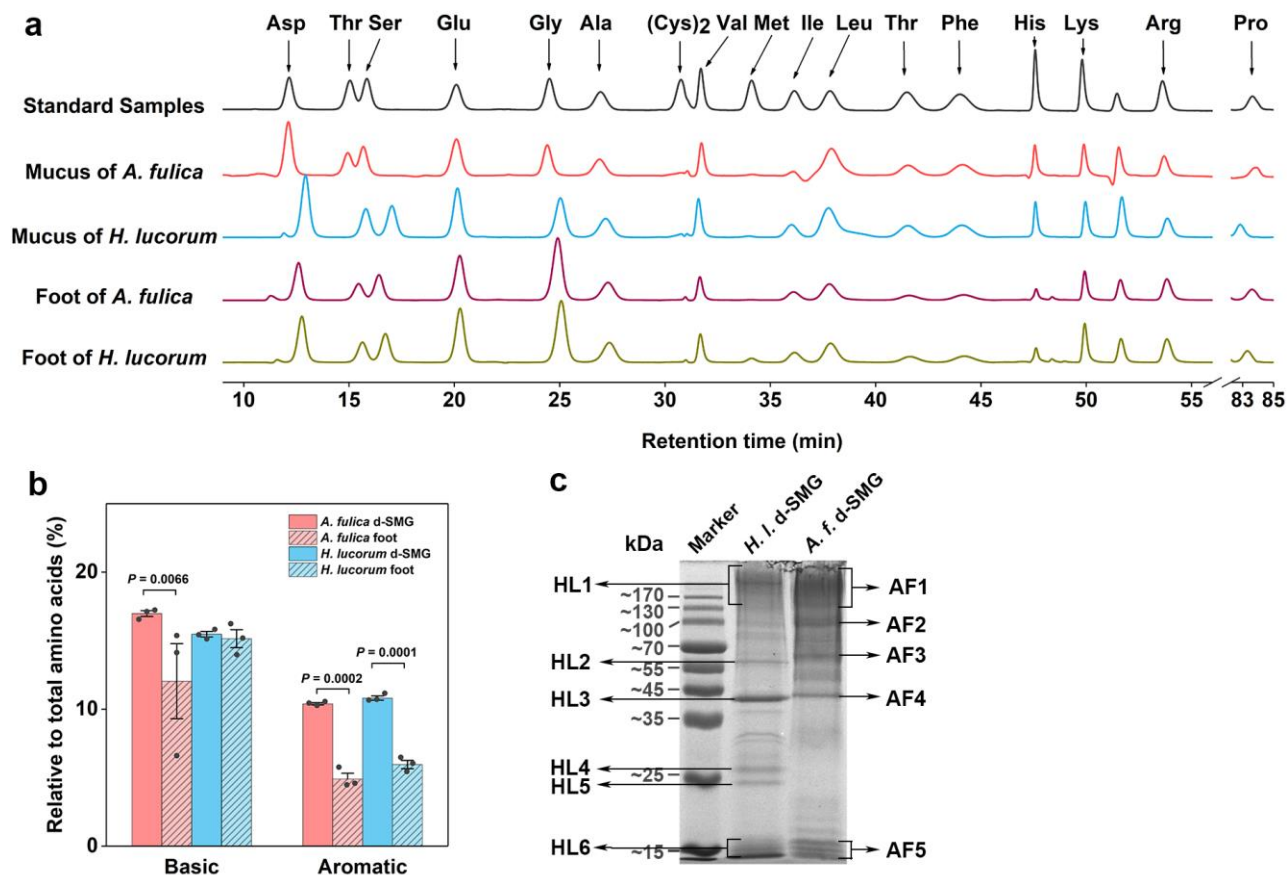 a
Asp Thr Ser Glu Gly Ala (Cys)2 Val Met Ile Leu Thr Phe His Lys Arg Pro
Standard Samples
Mucus of A. fulica
Mucus of H. lucorum
Foot of A. fulica
Foot of H. lucorum
10 15 20 25 30 35 40 45 50 55 83 85
Retention time (min)
b
Relative to total amino acids (%)
20
10
0
A. fulica d-SMG
A. fulica foot
H. lucorum d-SMG
H. lucorum foot
P = 0.0066
P = 0.0002
P = 0.0001
Basic Aromatic
c
kDa Marker H. l. d-SMG A. f. d-SMG
HL1
HL2
HL3
HL4
HL5
HL6
~170
~130
~100
~70
~55
~45
~35
~25
~15
AF1
AF2
AF3
AF4
AF5